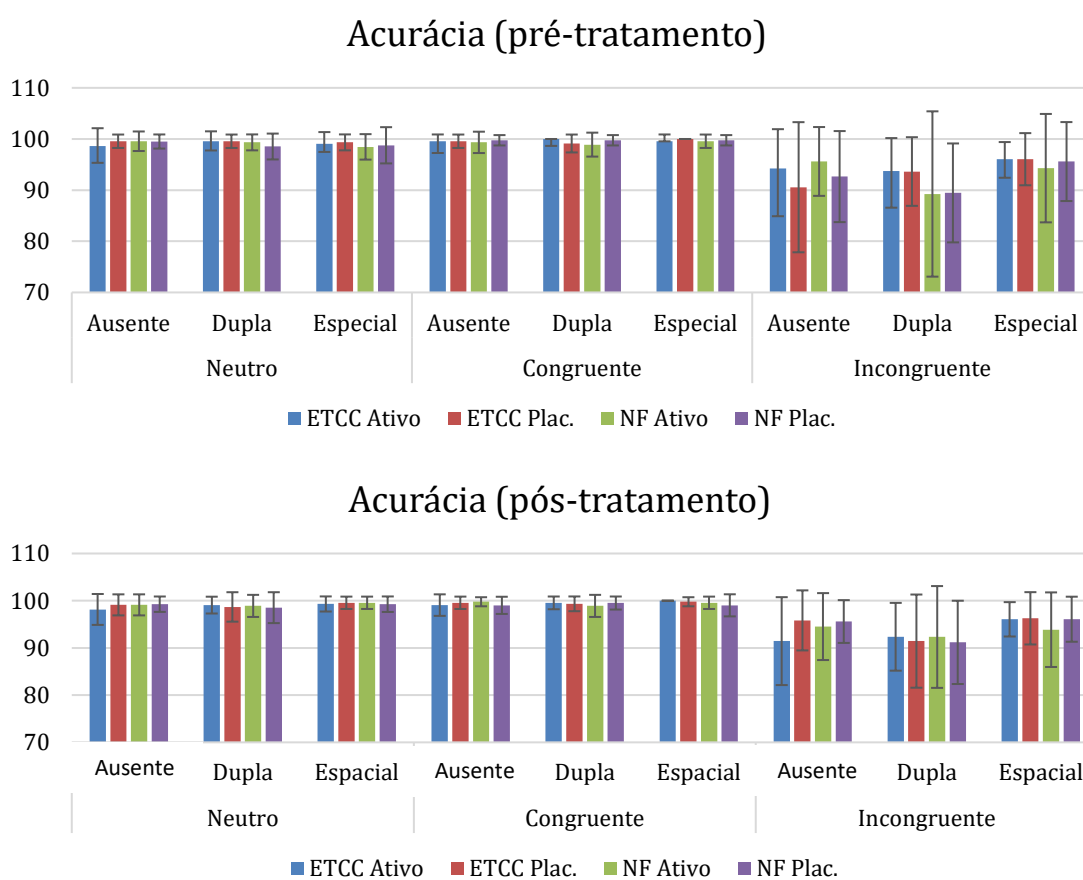 Acurácia (pré-tratamento)
110
100
90
80
70
Ausente Dupla Especial Ausente Dupla Especial Ausente Dupla Especial
Neutro Congruente Incongruente
ETCC Ativo ETCC Plac. NF Ativo NF Plac.
Acurácia (pós-tratamento)
110
100
90
80
70
Ausente Dupla Espacial Ausente Dupla Espacial Ausente Dupla Espacial
Neutro Congruente Incongruente
ETCC Ativo ETCC Plac. NF Ativo NF Plac.